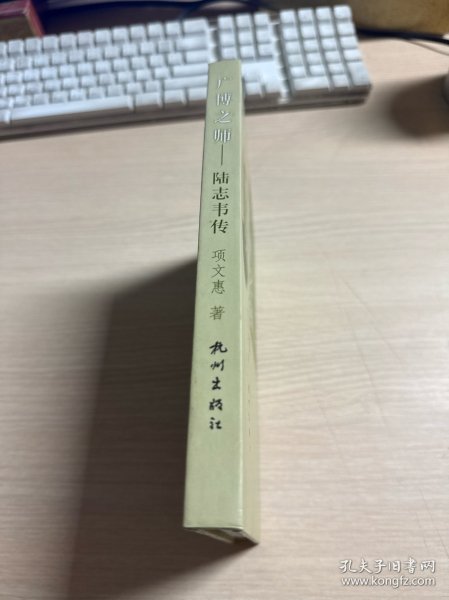 广博之师——陆志韦传
项文惠 著
杭州出版社
孔夫子旧书网
www.kongfz.com